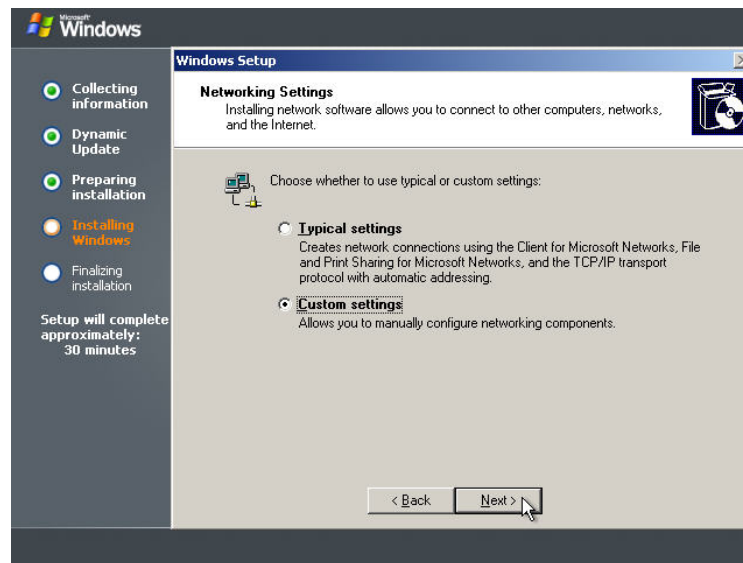 Microsoft
Windows
Windows Setup
Collecting
information
Dynamic
Update
Preparing
installation
Installing
Windows
Finalizing
installation
Setup will complete
approximately:
30 minutes
Networking Settings
Installing network software allows you to connect to other computers, networks,
and the Internet.
Choose whether to use typical or custom settings:
Typical settings
Creates network connections using the Client for Microsoft Networks, File
and Print Sharing for Microsoft Networks, and the TCP/IP transport
protocol with automatic addressing.
Custom settings
Allows you to manually configure networking components.
< Back
Next >